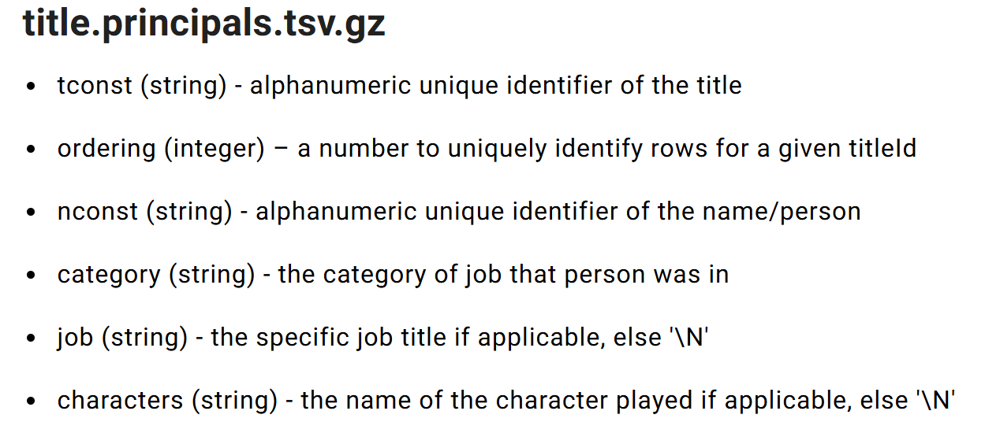 title.principals.tsv.gz
• tconst (string) - alphanumeric unique identifier of the title
• ordering (integer) – a number to uniquely identify rows for a given titleId
• nconst (string) - alphanumeric unique identifier of the name/person
• category (string) - the category of job that person was in
• job (string) - the specific job title if applicable, else '\N'
• characters (string) - the name of the character played if applicable, else '\N'